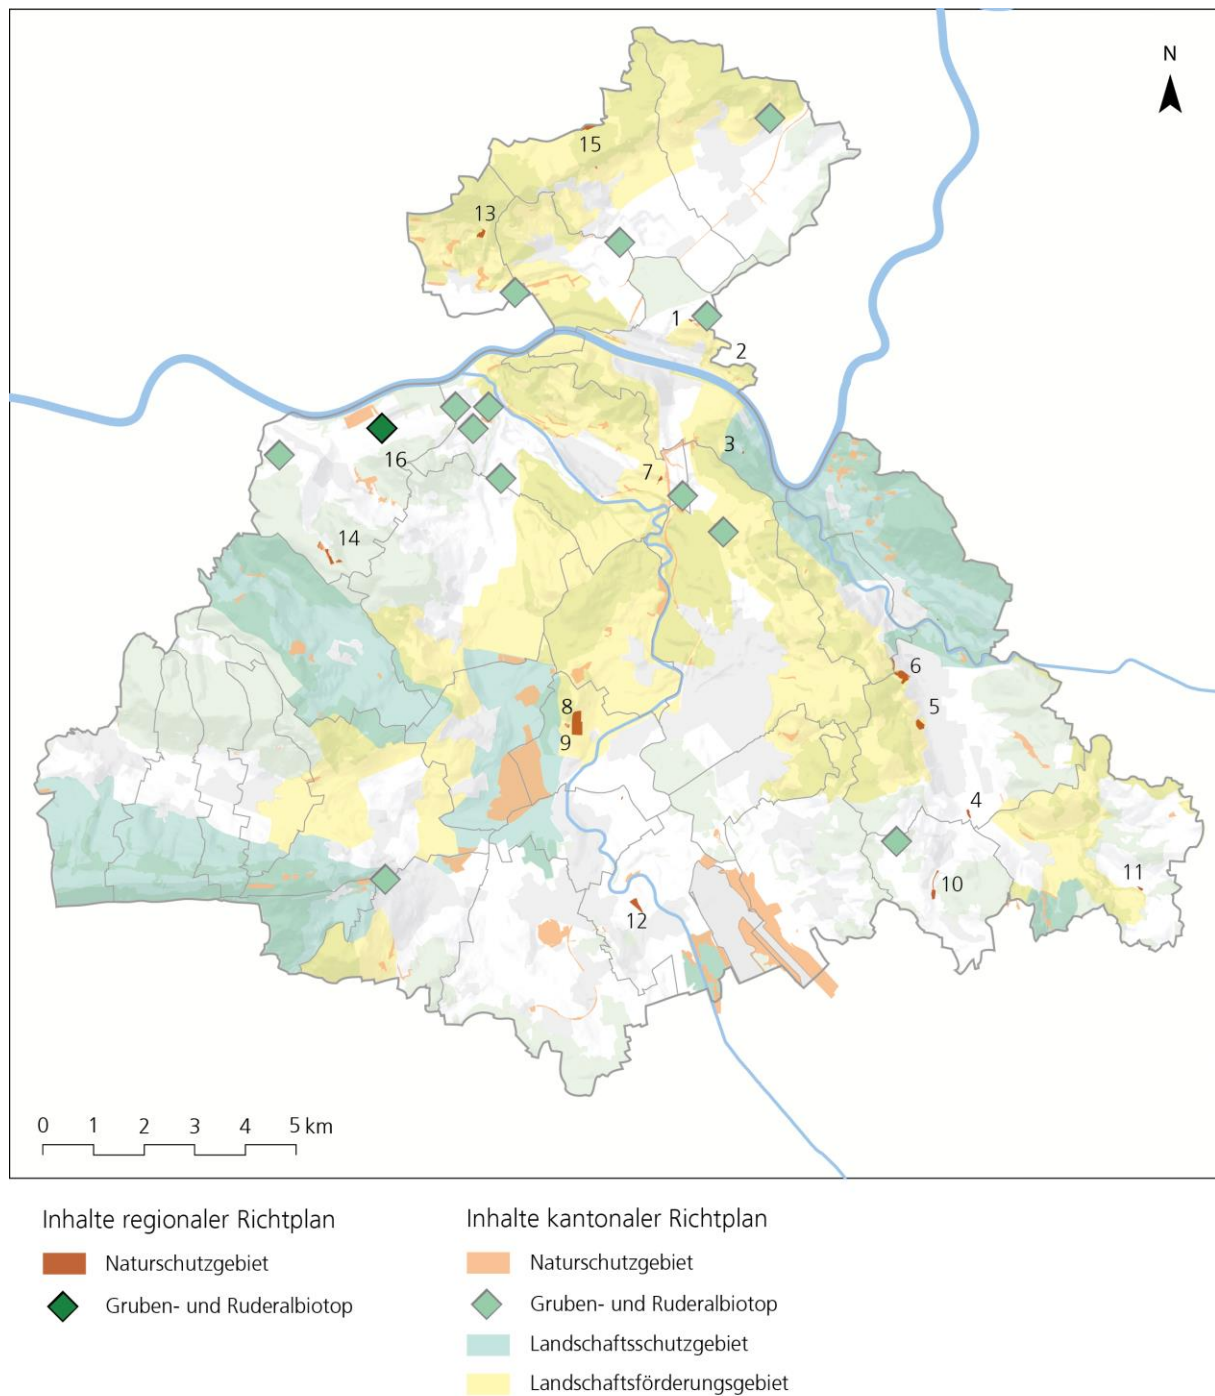 N
15
13
1
2
3
16
7
14
6
8
5
9
4
11
10
12
0 1 2 3 4 5 km
Inhalte regionaler Richtplan
Naturschutzgebiet
Gruben- und Ruderalbiotop
Inhalte kantonaler Richtplan
Naturschutzgebiet
Gruben- und Ruderalbiotop
Landschaftsschutzgebiet
Landschaftsförderungsgebiet